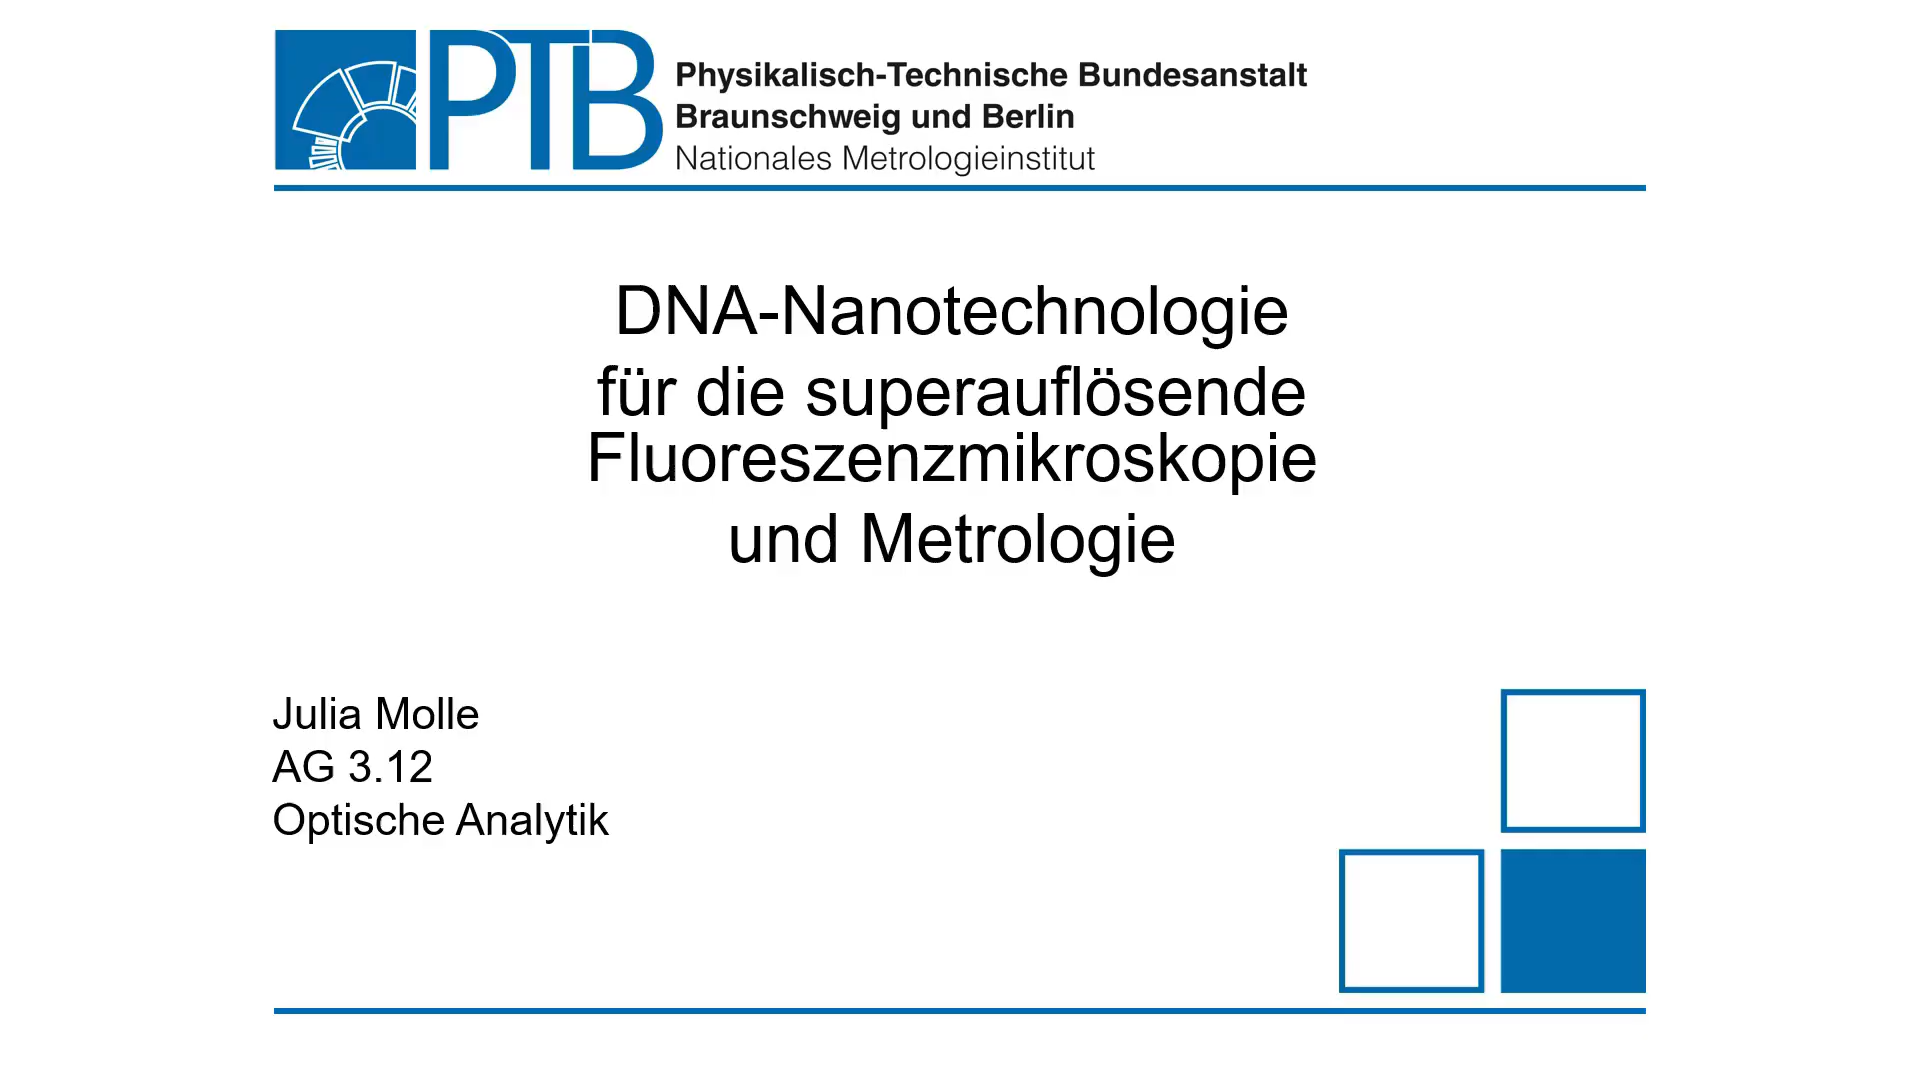 PTB
Physikalisch-Technische Bundesanstalt
Braunschweig und Berlin
Nationales Metrologieinstitut
DNA-Nanotechnologie
für die superauflösende
Fluoreszenzmikroskopie
und Metrologie
Julia Molle
AG 3.12
Optische Analytik